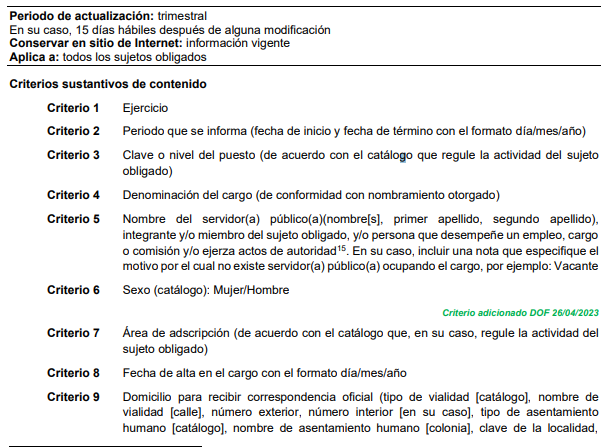 Periodo de actualización: trimestral
En su caso, 15 días hábiles después de alguna modificación
Conservar en sitio de Internet: información vigente
Aplica a: todos los sujetos obligados
Criterios sustantivos de contenido
Criterio 1 Ejercicio
Criterio 2 Periodo que se informa (fecha de inicio y fecha de término con el formato día/mes/año)
Criterio 3 Clave o nivel del puesto (de acuerdo con el catálogo que regule la actividad del sujeto
obligado)
Criterio 4 Denominación del cargo (de conformidad con nombramiento otorgado)
Criterio 5 Nombre del servidor(a) público(a)(nombre[s], primer apellido, segundo apellido),
integrante y/o miembro del sujeto obligado, y/o persona que desempeñe un empleo, cargo
o comisión y/o ejerza actos de autoridad15. En su caso, incluir una nota que especifique el
motivo por el cual no existe servidor(a) público(a) ocupando el cargo, por ejemplo: Vacante
Criterio 6 Sexo (catálogo): Mujer/Hombre
Criterio adicionado DOF 26/04/2023
Criterio 7 Área de adscripción (de acuerdo con el catálogo que, en su caso, regule la actividad del
sujeto obligado)
Criterio 8 Fecha de alta en el cargo con el formato día/mes/año
Criterio 9 Domicilio para recibir correspondencia oficial (tipo de vialidad [catálogo], nombre de
vialidad [calle], número exterior, número interior [en su caso], tipo de asentamiento
humano [catálogo], nombre de asentamiento humano [colonia], clave de la localidad,